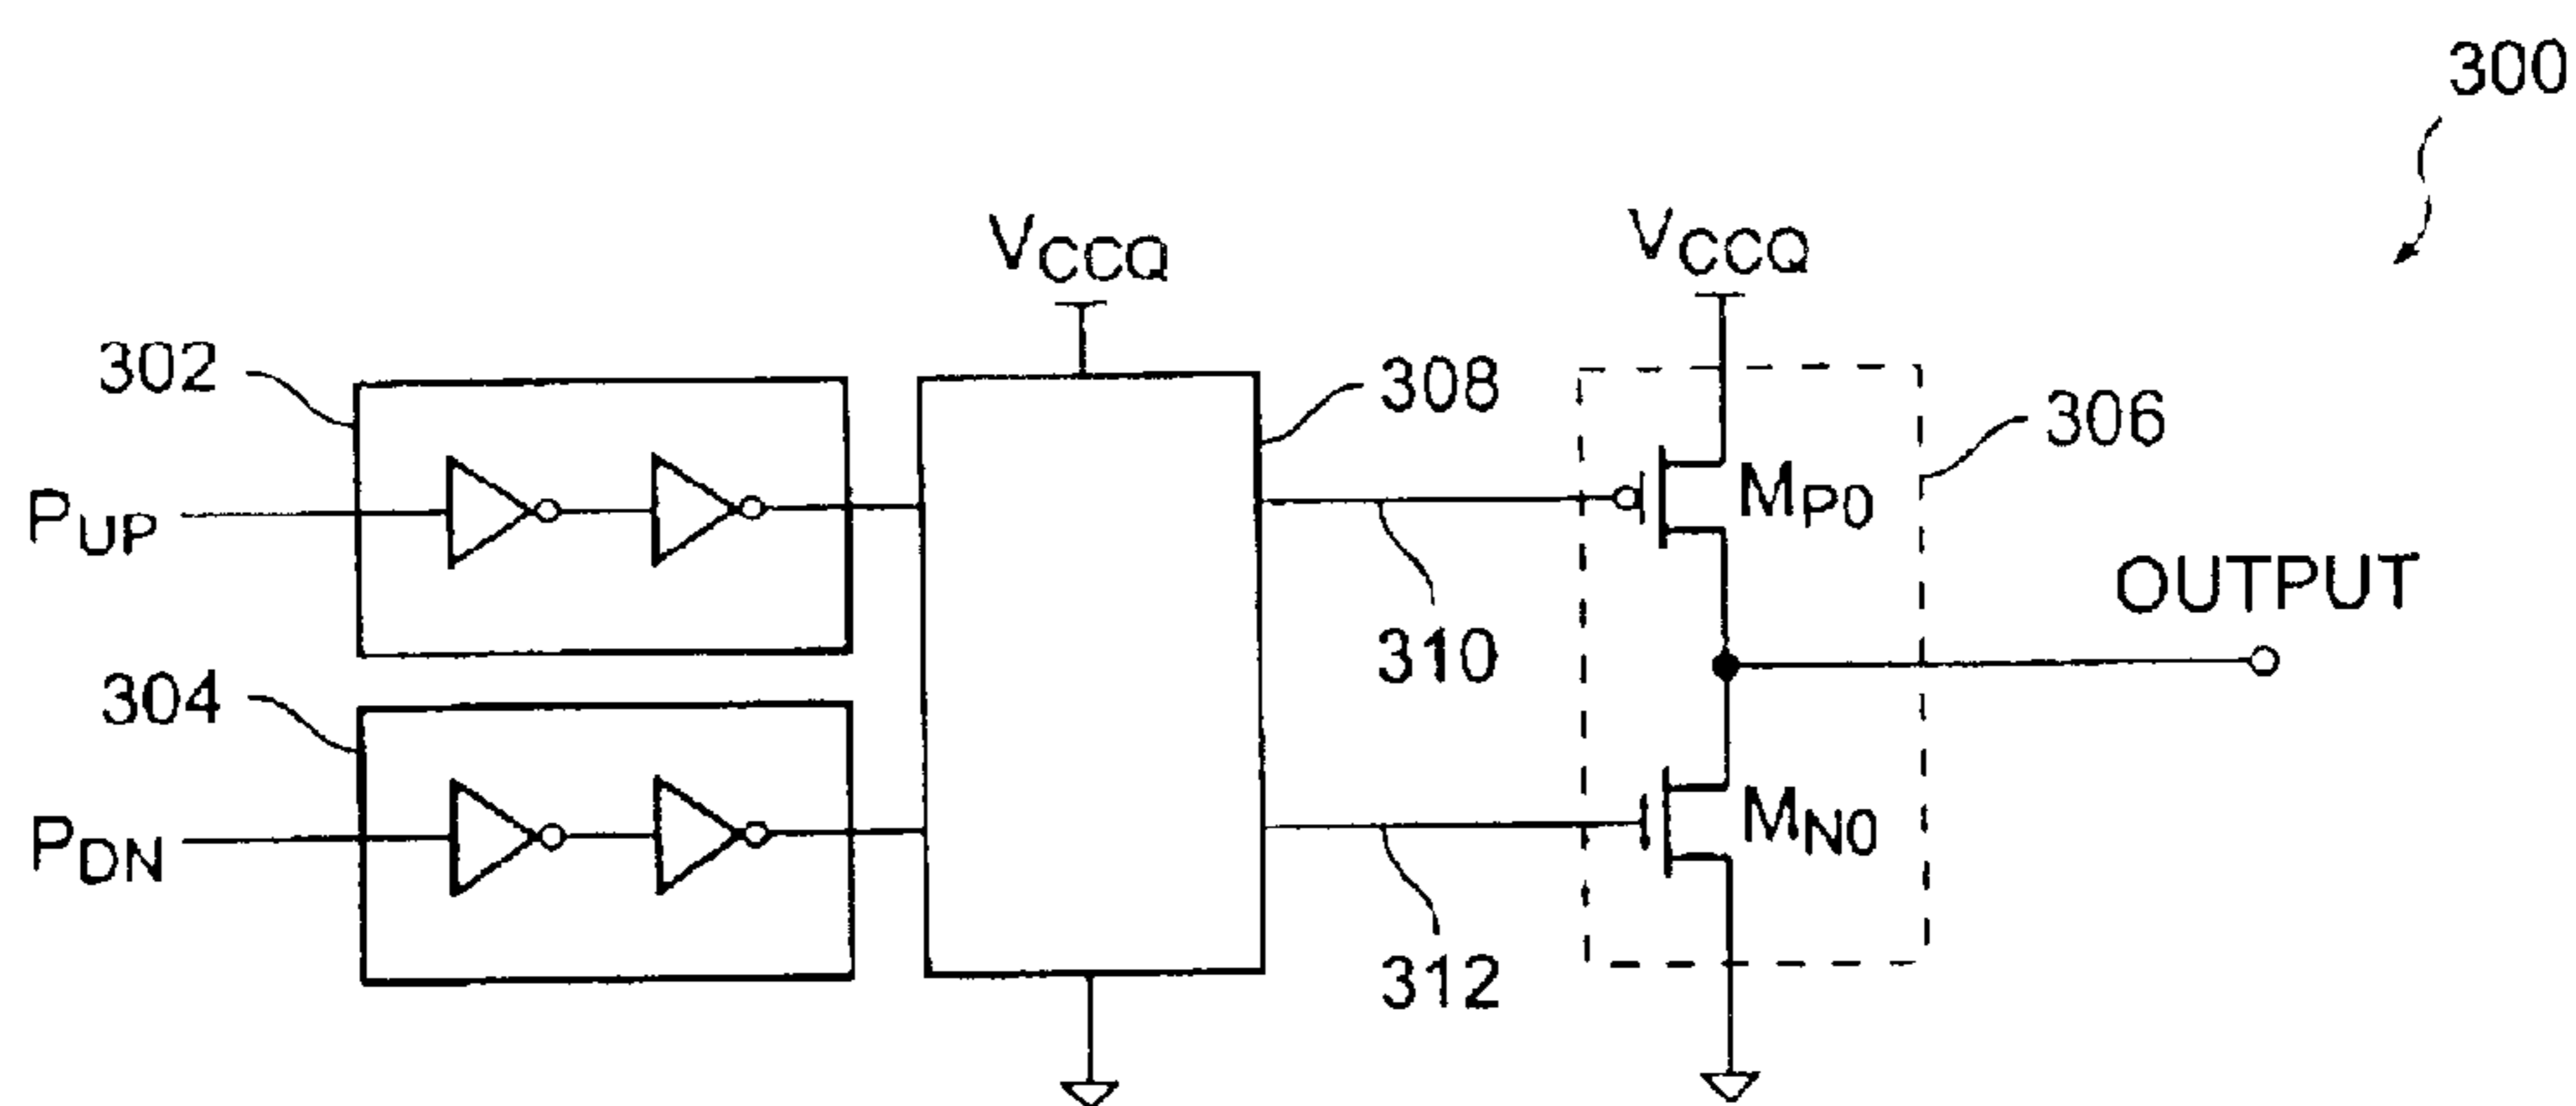 300
VCCQ
VCCQ
302
308
306
PUP
MP0
OUTPUT
310
304
PDN
MN0
312